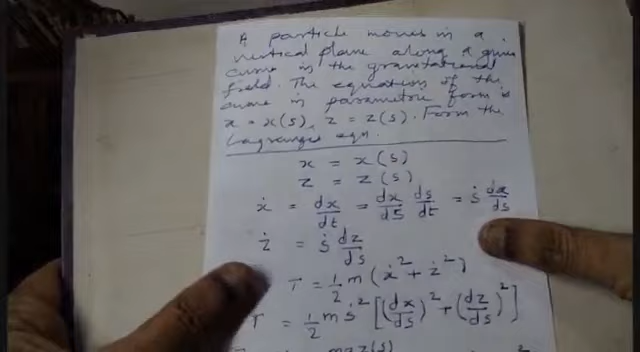 A particle moves in a
vertical plane along a given
curve in the gravitational
field. The equation of the
curve in parametric form is
x = x(s), z = z(s). Form the
Lagranges eqn.
x = x(s)
z = z(s)
ẋ = dx/dt = dx/ds ds/dt = ṡ dx/ds
ż = ṡ dz/ds
T = 1/2 m (ẋ² + ż²)
T = 1/2 m ṡ² [(dx/ds)² + (dz/ds)²]